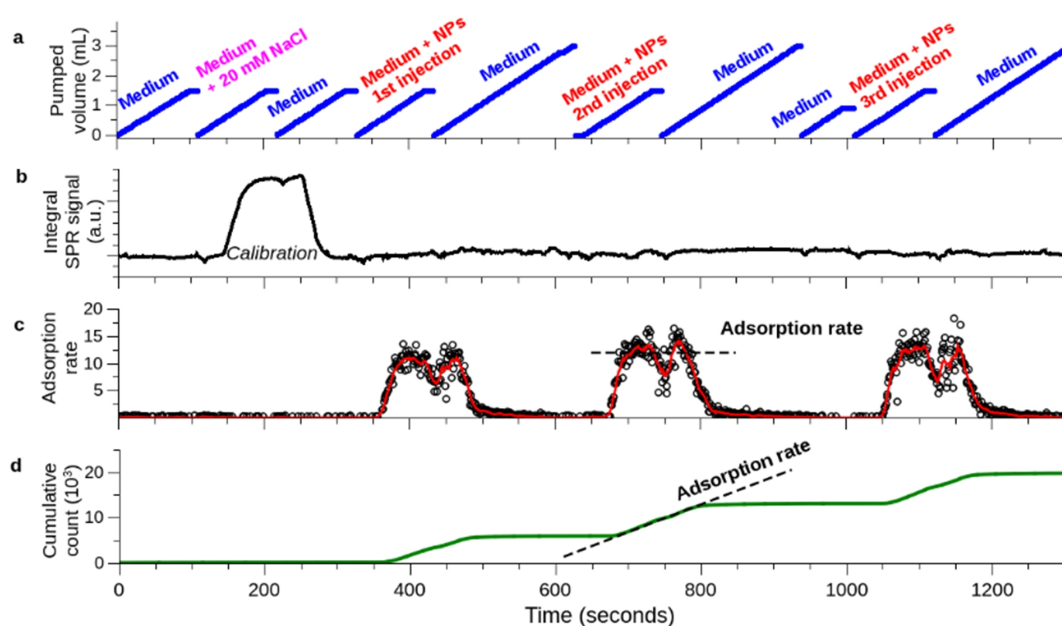 a
Pumped
volume (mL)
3
2
1
0
Medium
Medium
+ 20 mM NaCl
Medium
Medium + NPs
1st injection
Medium
Medium + NPs
2nd injection
Medium
Medium
Medium + NPs
3rd injection
Medium
b
Integral
SPR signal
(a.u.)
Calibration
c
Adsorption
rate
20
15
10
5
Adsorption rate
d
Cumulative
count (10³)
20
10
0
Adsorption rate
0 200 400 600 800 1000 1200
Time (seconds)